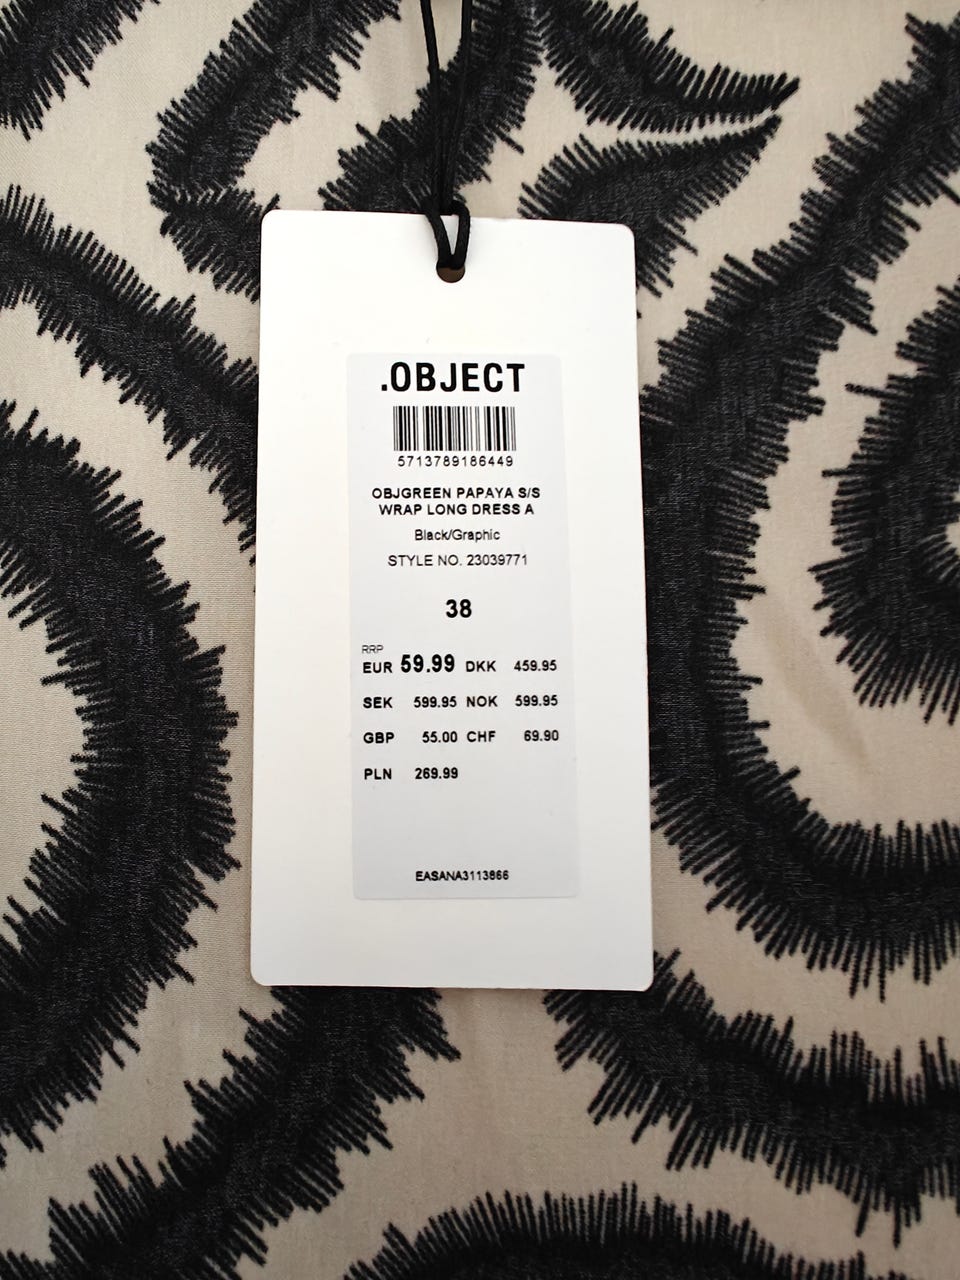 .OBJECT
5713789186449
OBJGREEN PAPAYA S/S
WRAP LONG DRESS A
Black/Graphic
STYLE NO. 23039771
38
RRP
EUR 59.99 DKK 459.95
SEK 599.95 NOK 599.95
GBP 55.00 CHF 69.90
PLN 269.99
EASANA3113866